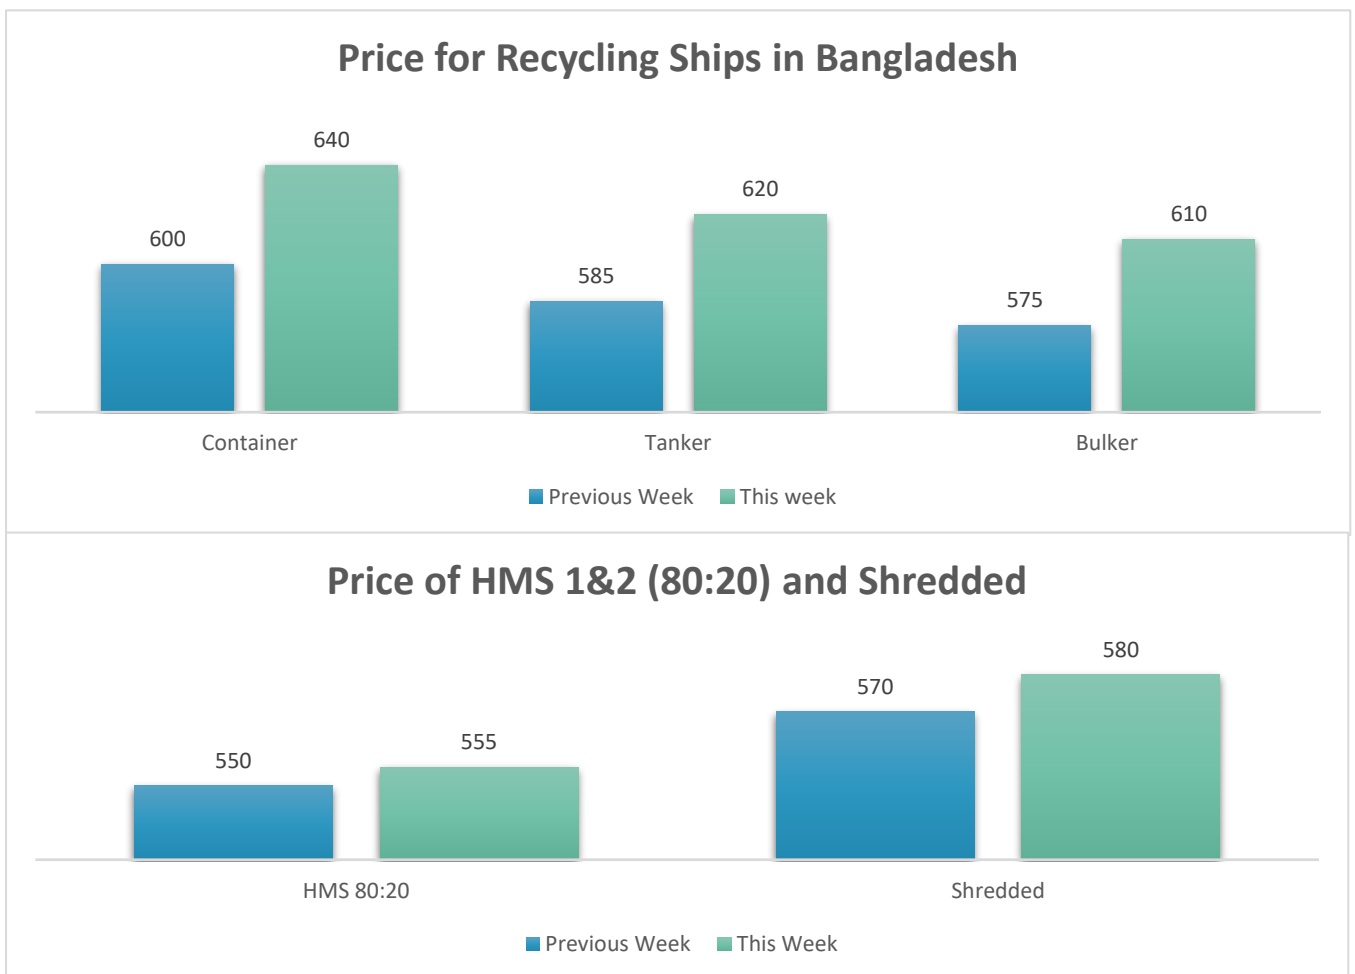 Price for Recycling Ships in Bangladesh
640
600
620
585
610
575
Container Tanker Bulker
Previous Week This week
Price of HMS 1&2 (80:20) and Shredded
550
555
570
580
HMS 80:20 Shredded
Previous Week This Week